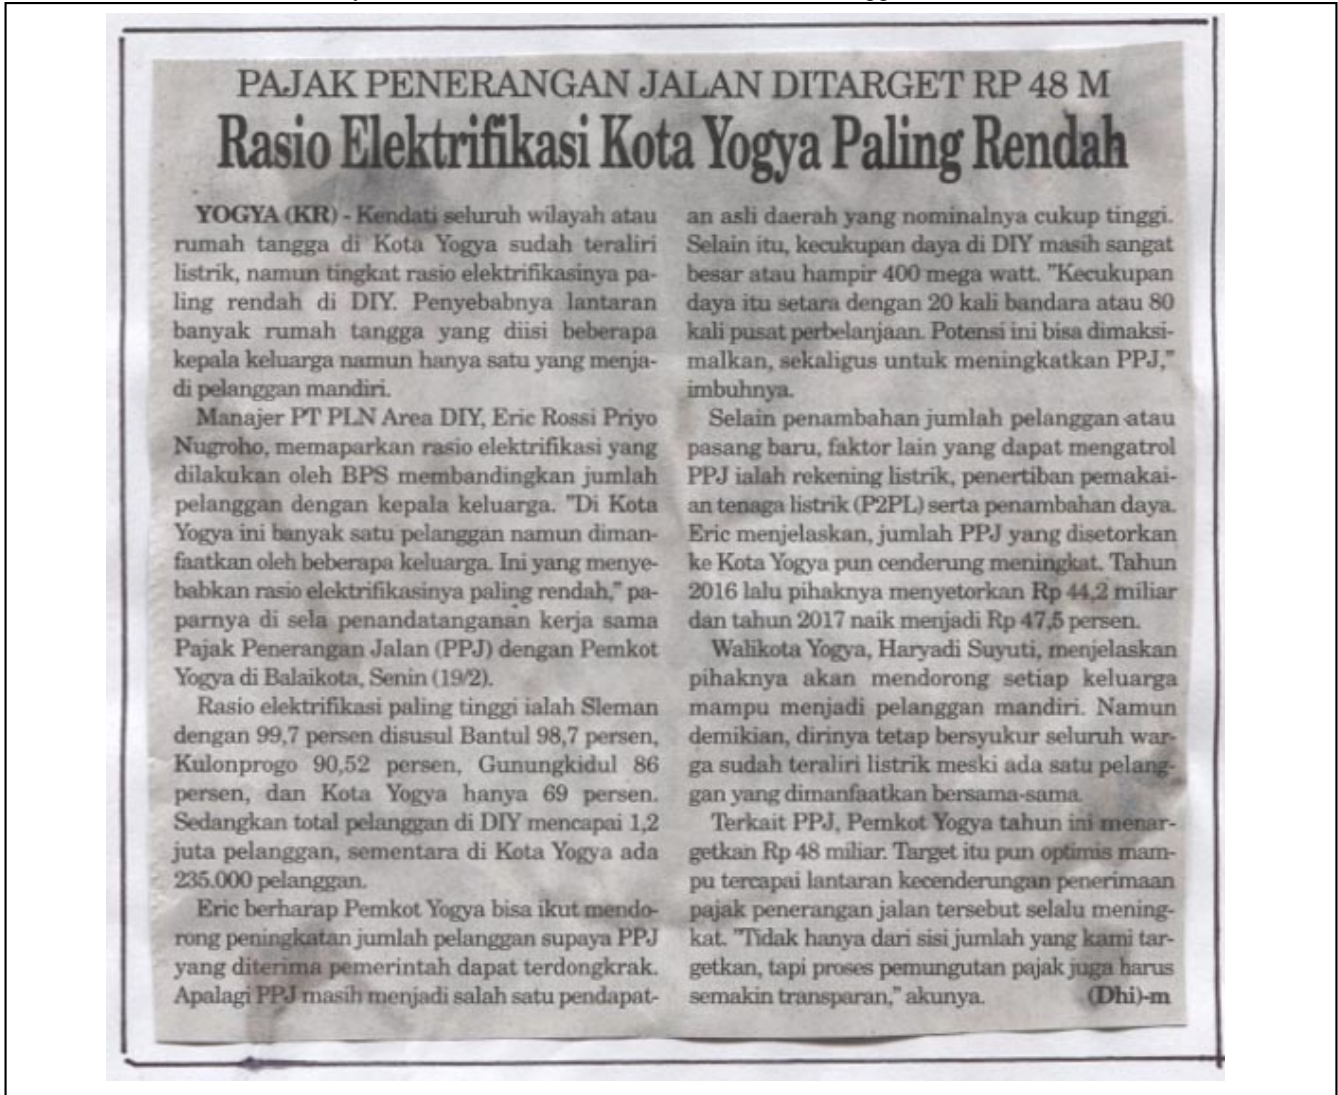 PAJAK PENERANGAN JALAN DITARGET RP 48 M
Rasio Elektrifikasi Kota Yogya Paling Rendah
YOGYA (KR) - Kendati seluruh wilayah atau
rumah tangga di Kota Yogya sudah teraliri
listrik, namun tingkat rasio elektrifikasinya pa-
ling rendah di DIY. Penyebabnya lantaran
banyak rumah tangga yang diisi beberapa
kepala keluarga namun hanya satu yang menja-
di pelanggan mandiri.
Manajer PT PLN Area DIY, Eric Rossi Priyo
Nugroho, memaparkan rasio elektrifikasi yang
dilakukan oleh BPS membandingkan jumlah
pelanggan dengan kepala keluarga. "Di Kota
Yogya ini banyak satu pelanggan namun diman-
faatkan oleh beberapa keluarga. Ini yang menye-
babkan rasio elektrifikasinya paling rendah," pa-
parnya di sela penandatanganan kerja sama
Pajak Penerangan Jalan (PPJ) dengan Pemkot
Yogya di Balaikota, Senin (19/2).
Rasio elektrifikasi paling tinggi ialah Sleman
dengan 99,7 persen disusul Bantul 98,7 persen,
Kulonprogo 90,52 persen, Gunungkidul 86
persen, dan Kota Yogya hanya 69 persen.
Sedangkan total pelanggan di DIY mencapai 1,2
juta pelanggan, sementara di Kota Yogya ada
235.000 pelanggan.
Eric berharap Pemkot Yogya bisa ikut mendo-
rong peningkatan jumlah pelanggan supaya PPJ
yang diterima pemerintah dapat terdongkrak.
Apalagi PPJ masih menjadi salah satu pendapat-
an asli daerah yang nominalnya cukup tinggi.
Selain itu, kecukupan daya di DIY masih sangat
besar atau hampir 400 mega watt. "Kecukupan
daya itu setara dengan 20 kali bandara atau 80
kali pusat perbelanjaan. Potensi ini bisa dimaksi-
malkan, sekaligus untuk meningkatkan PPJ,"
imbuhnya.
Selain penambahan jumlah pelanggan atau
pasang baru, faktor lain yang dapat mengatrol
PPJ ialah rekening listrik, penertiban pemakai-
an tenaga listrik (P2PL) serta penambahan daya.
Eric menjelaskan, jumlah PPJ yang disetorkan
ke Kota Yogya pun cenderung meningkat. Tahun
2016 lalu pihaknya menyetorkan Rp 44,2 miliar
dan tahun 2017 naik menjadi Rp 47,5 persen.
Walikota Yogya, Haryadi Suyuti, menjelaskan
pihaknya akan mendorong setiap keluarga
mampu menjadi pelanggan mandiri. Namun
demikian, dirinya tetap bersyukur seluruh war-
ga sudah teraliri listrik meski ada satu pelang-
gan yang dimanfaatkan bersama-sama.
Terkait PPJ, Pemkot Yogya tahun ini menar-
getkan Rp 48 miliar. Target itu pun optimis mam-
pu tercapai lantaran kecenderungan penerimaan
pajak penerangan jalan tersebut selalu mening-
kat. "Tidak hanya dari sisi jumlah yang kami tar-
getkan, tapi proses pemungutan pajak juga harus
semakin transparan," akunya. (Dhi)-m